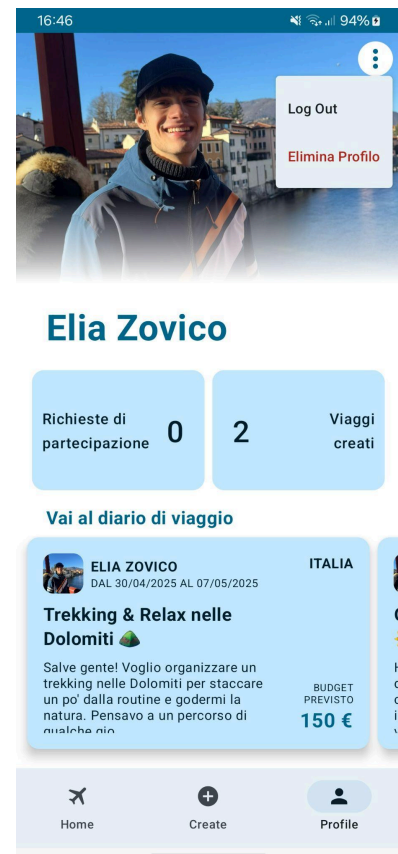 16:46
94%
Log Out
Elimina Profilo
Elia Zovico
Richieste di
partecipazione
0
2
Viaggi
creati
Vai al diario di viaggio
ELIA ZOVICO
DAL 30/04/2025 AL 07/05/2025
ITALIA
Trekking & Relax nelle
Dolomiti
Salve gente! Voglio organizzare un
trekking nelle Dolomiti per staccare
un po' dalla routine e godermi la
natura. Pensavo a un percorso di
qualche gio
BUDGET
PREVISTO
150 €
Home
Create
Profile